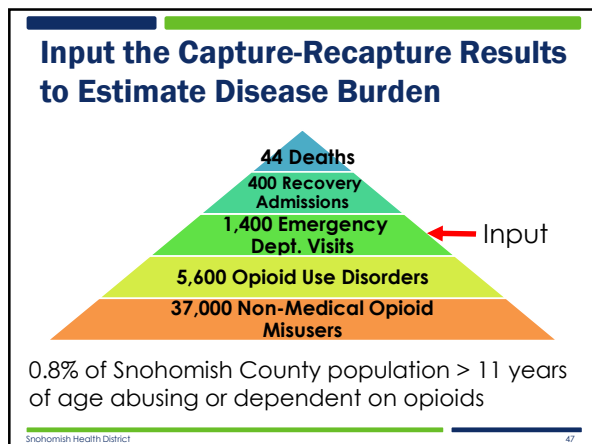 Input the Capture-Recapture Results
to Estimate Disease Burden
44 Deaths
400 Recovery
Admissions
1,400 Emergency
Dept. Visits
Input
5,600 Opioid Use Disorders
37,000 Non-Medical Opioid
Misusers
0.8% of Snohomish County population > 11 years
of age abusing or dependent on opioids
Snohomish Health District
47